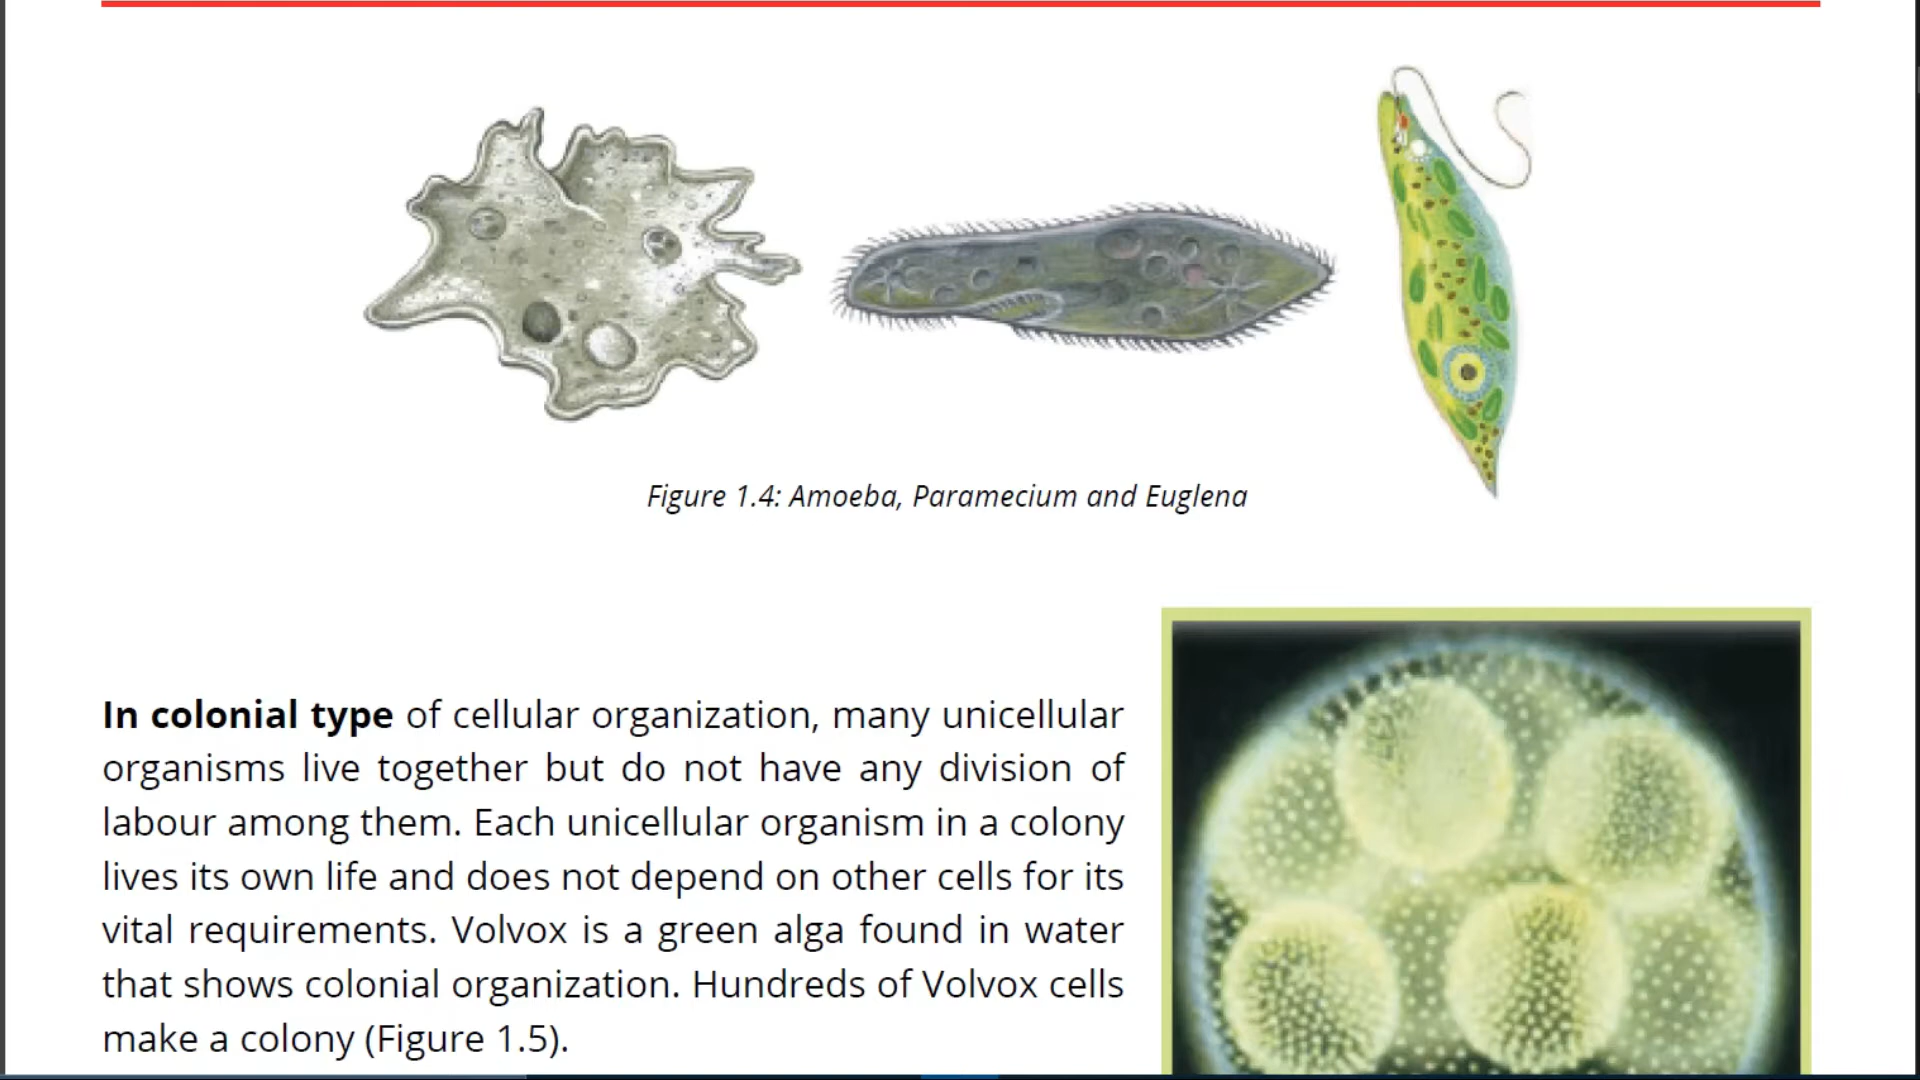 Figure 1.4: Amoeba, Paramecium and Euglena
In colonial type of cellular organization, many unicellular
organisms live together but do not have any division of
labour among them. Each unicellular organism in a colony
lives its own life and does not depend on other cells for its
vital requirements. Volvox is a green alga found in water
that shows colonial organization. Hundreds of Volvox cells
make a colony (Figure 1.5).